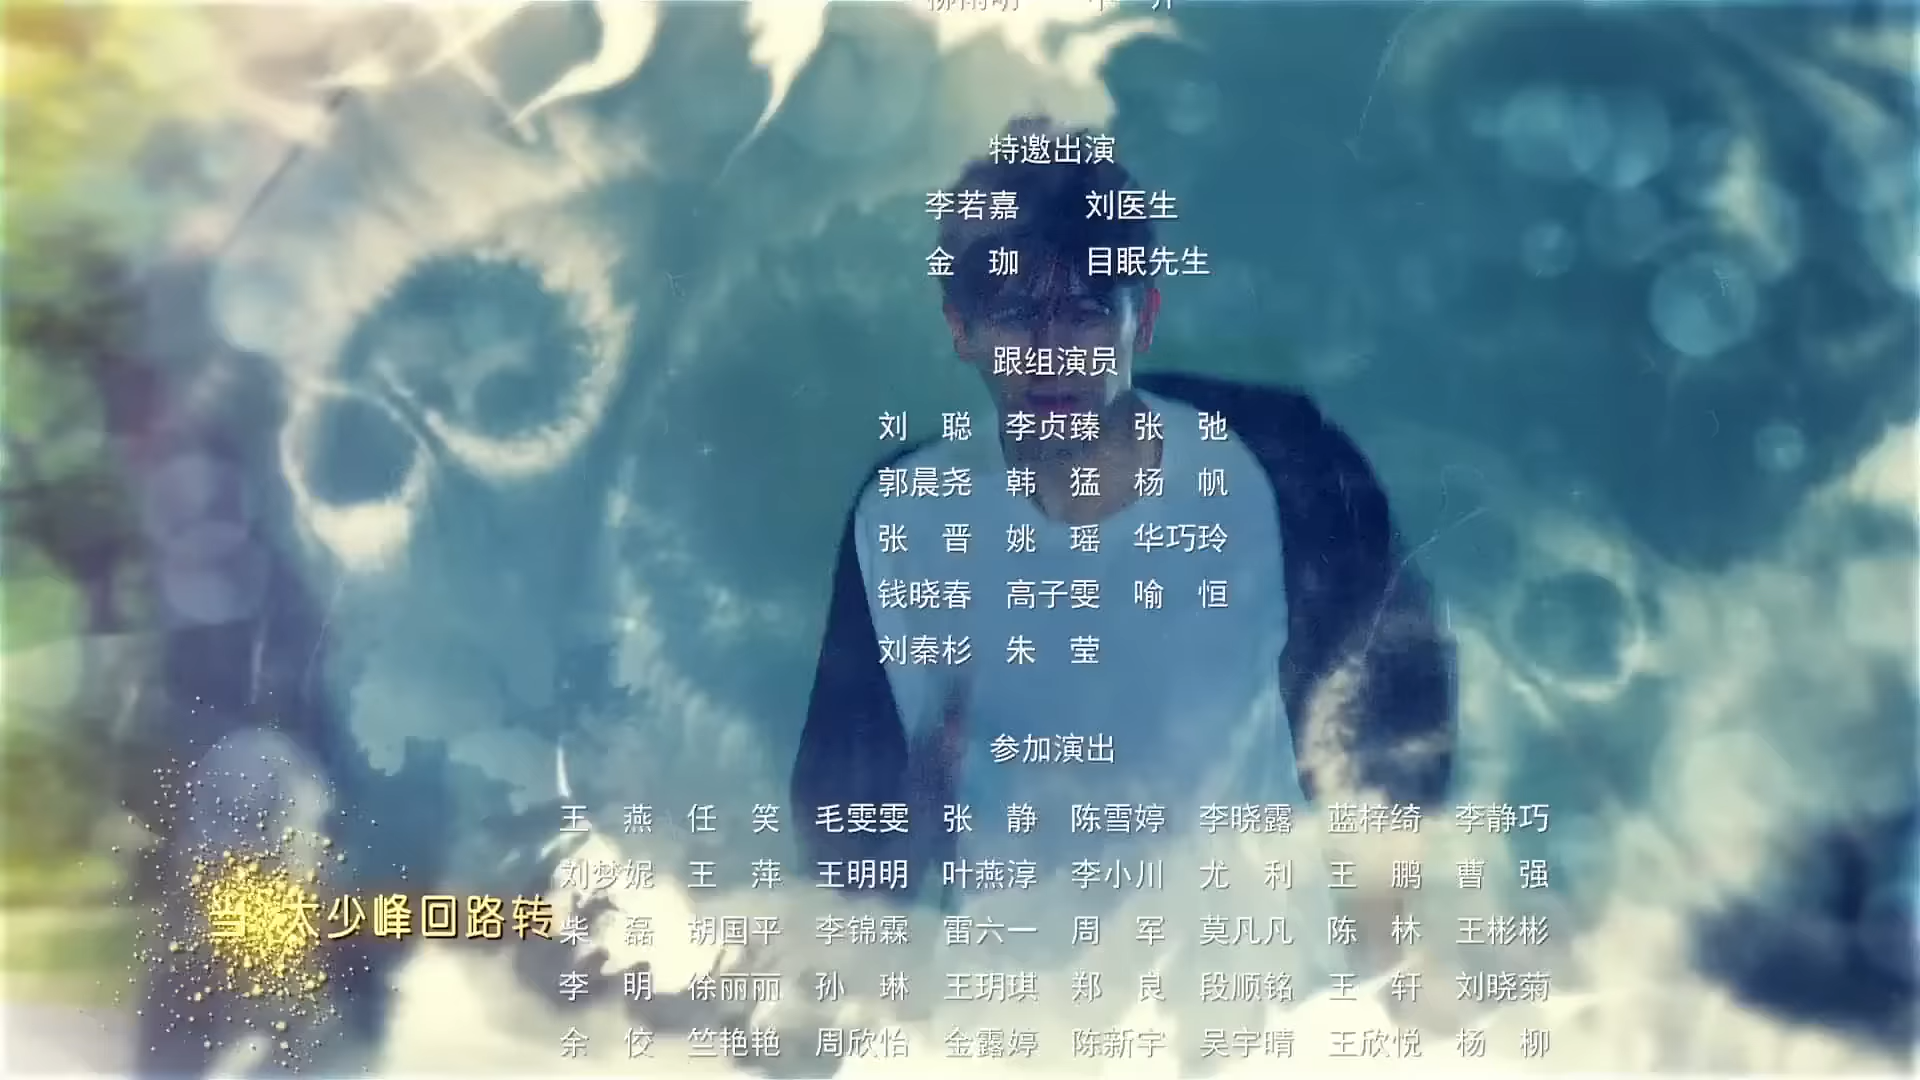 特邀出演
李若嘉 刘医生
金 珈 目眠先生
跟组演员
刘 聪 李贞臻 张 弛
郭晨尧 韩 猛 杨 帆
张 晋 姚 瑶 华巧玲
钱晓春 高子雯 喻 恒
刘秦杉 朱 莹
参加演出
王 燕 任 笑 毛雯雯 张 静 陈雪婷 李晓露 蓝梓绮 李静巧
刘梦妮 王 萍 王明明 叶燕淳 李小川 尤 利 王 鹏 曹 强
柴 磊 胡国平 李锦霖 雷六一 周 军 莫凡凡 陈 林 王彬彬
李 明 徐丽丽 孙 琳 王玥琪 郑 良 段顺铭 王 轩 刘晓菊
余 佼 竺艳艳 周欣怡 金露婷 陈新宇 吴宇晴 王欣悦 杨 柳
当 太少峰回路转